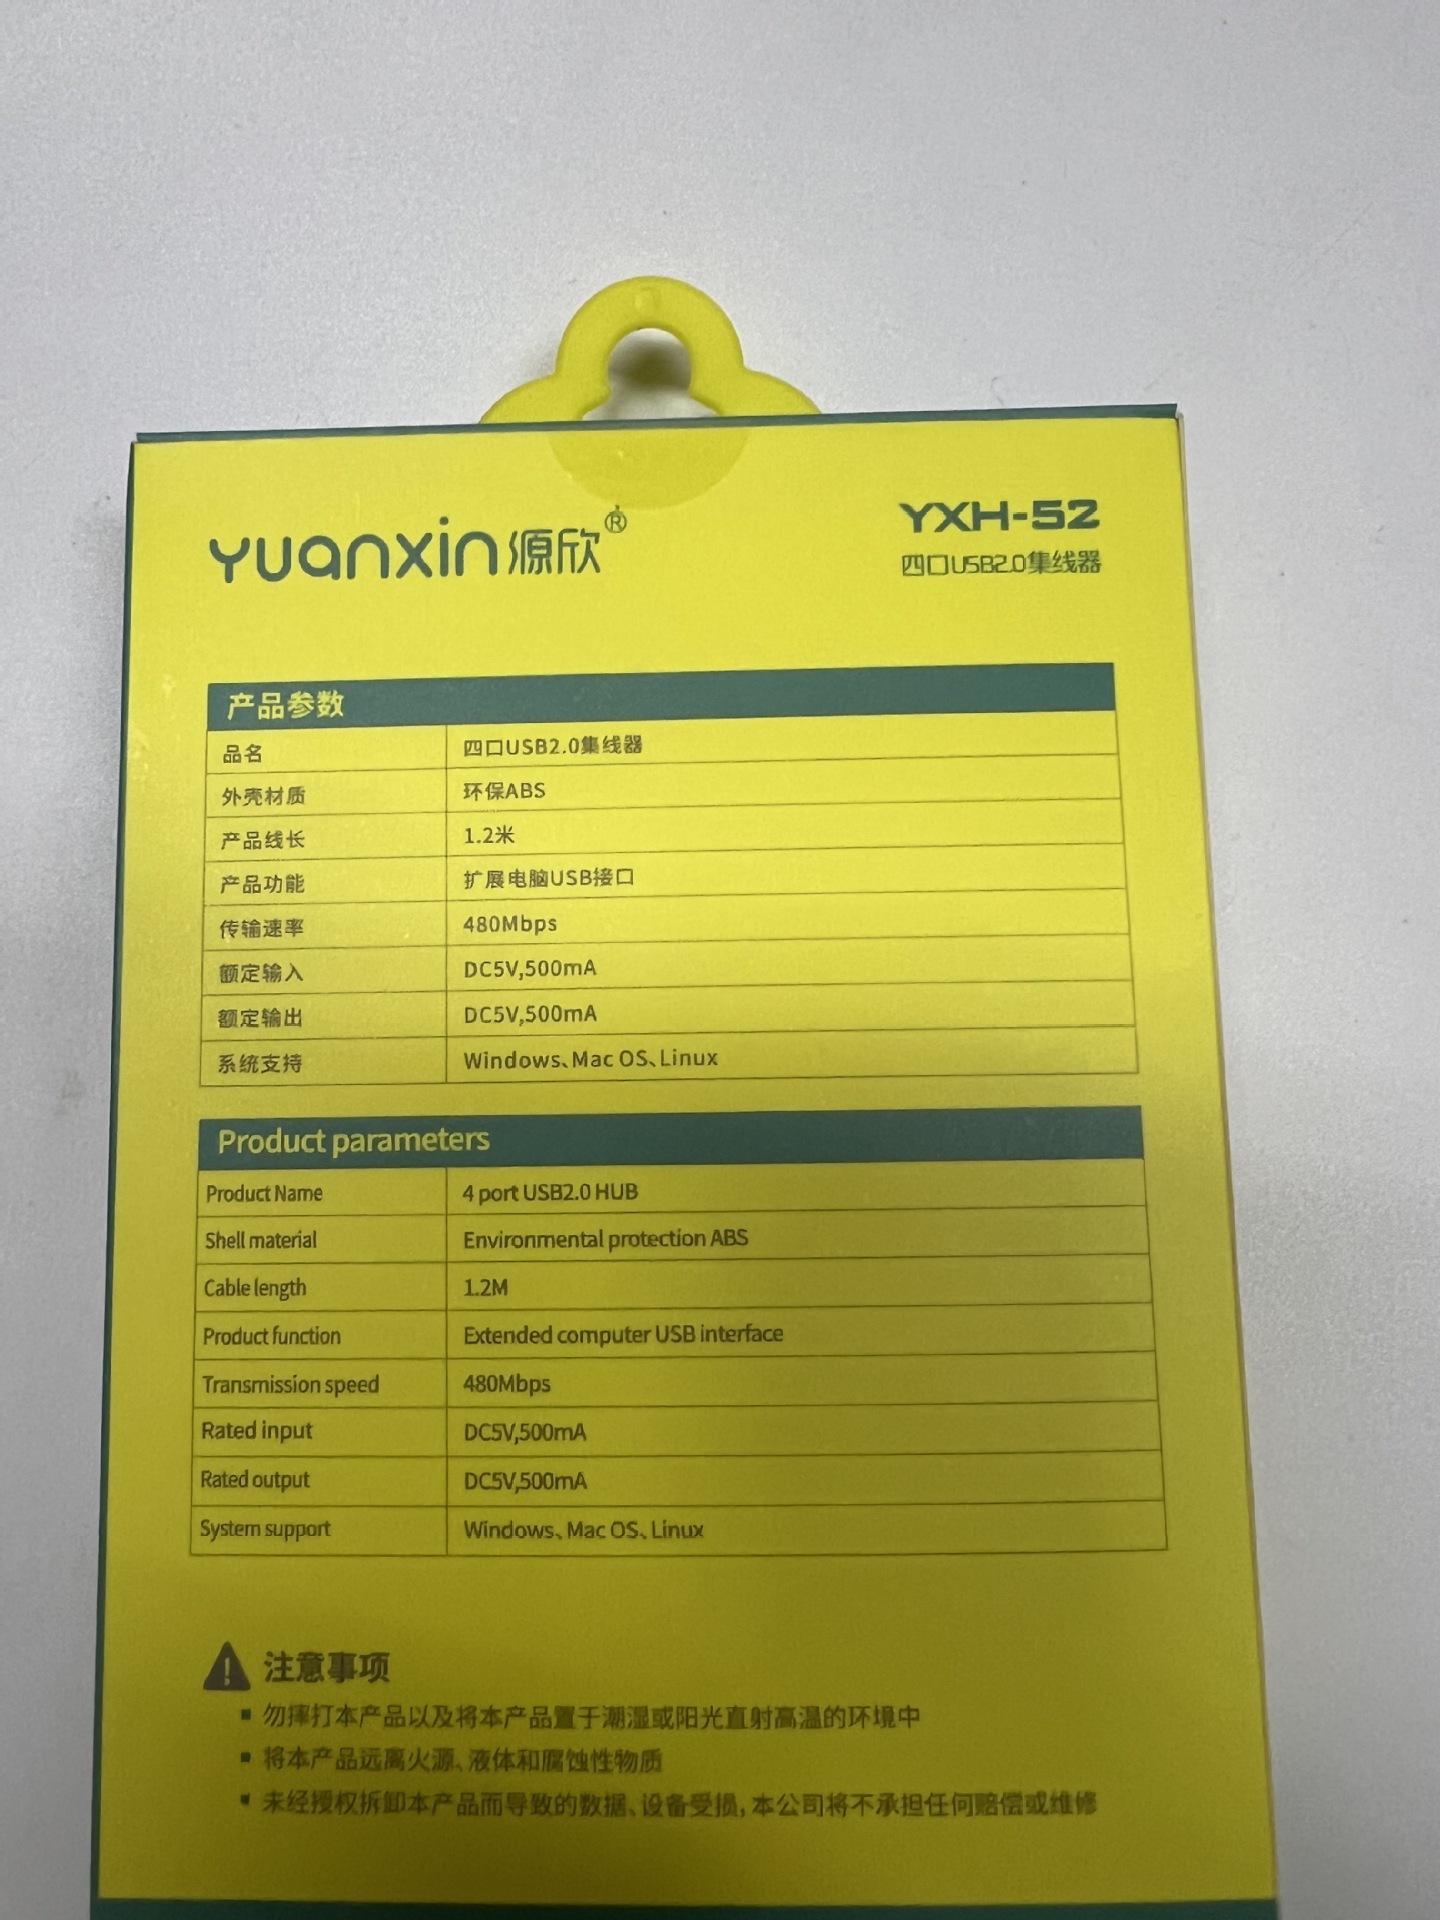 yuanxin源欣®
YXH-52
四口USB2.0集线器
产品参数
品名 四口USB2.0集线器
外壳材质 环保ABS
产品线长 1.2米
产品功能 扩展电脑USB接口
传输速率 480Mbps
额定输入 DC5V,500mA
额定输出 DC5V,500mA
系统支持 Windows、Mac OS、Linux
Product parameters
Product Name 4 port USB2.0 HUB
Shell material Environmental protection ABS
Cable length 1.2M
Product function Extended computer USB interface
Transmission speed 480Mbps
Rated input DC5V,500mA
Rated output DC5V,500mA
System support Windows、Mac OS、Linux
注意事项
▪ 勿摔打本产品以及将本产品置于潮湿或阳光直射高温的环境中
▪ 将本产品远离火源、液体和腐蚀性物质
▪ 未经授权拆卸本产品而导致的数据、设备受损,本公司将不承担任何赔偿或维修